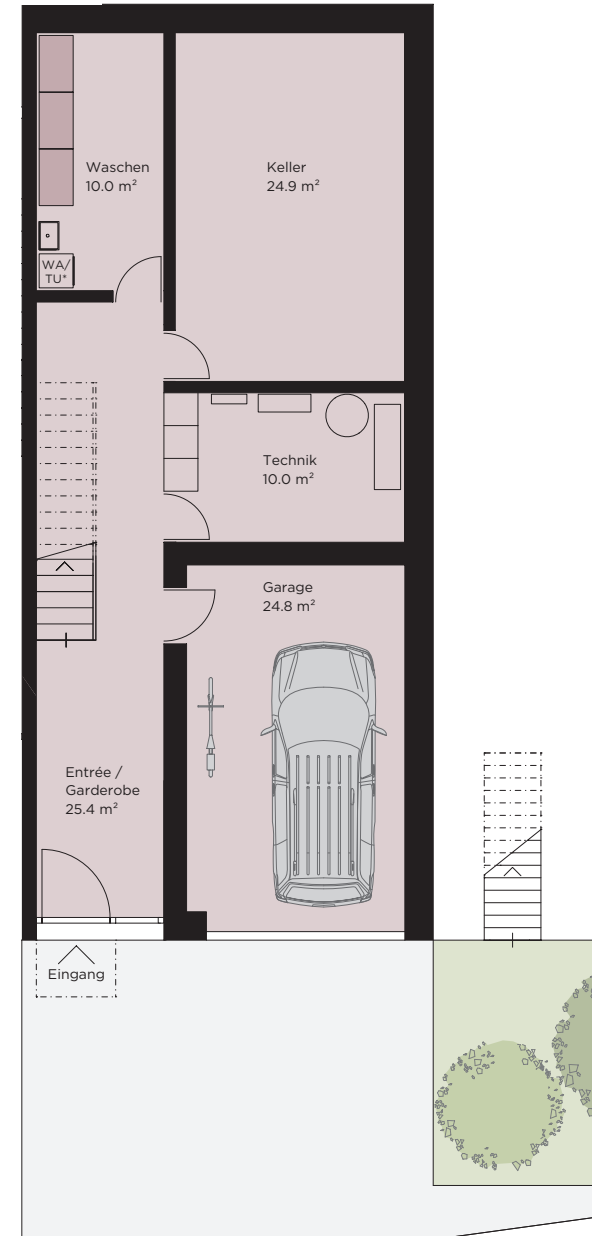 Waschen
10.0 m²
Keller
24.9 m²
WA/
TU*
Technik
10.0 m²
Garage
24.8 m²
Entrée /
Garderobe
25.4 m²
Eingang